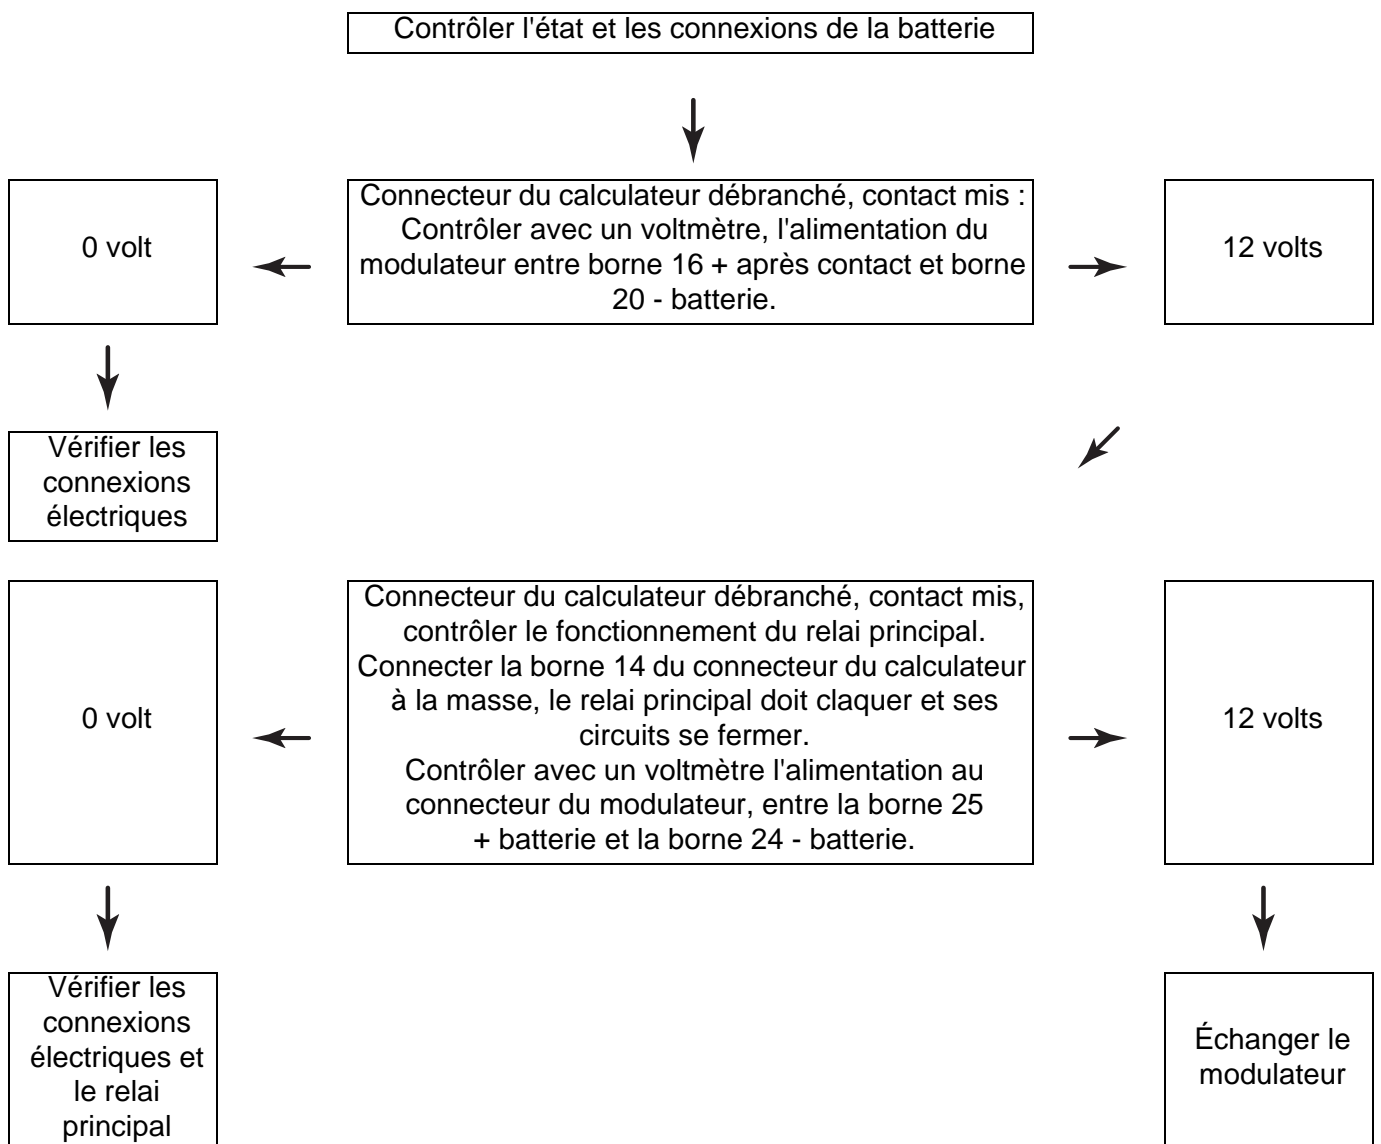 Contrôler l'état et les connexions de la batterie
0 volt
Connecteur du calculateur débranché, contact mis :
Contrôler avec un voltmètre, l'alimentation du
modulateur entre borne 16 + après contact et borne
20 - batterie.
12 volts
Vérifier les
connexions
électriques
0 volt
Connecteur du calculateur débranché, contact mis,
contrôler le fonctionnement du relai principal.
Connecter la borne 14 du connecteur du calculateur
à la masse, le relai principal doit claquer et ses
circuits se fermer.
Contrôler avec un voltmètre l'alimentation au
connecteur du modulateur, entre la borne 25
+ batterie et la borne 24 - batterie.
12 volts
Vérifier les
connexions
électriques et
le relai
principal
Échanger le
modulateur